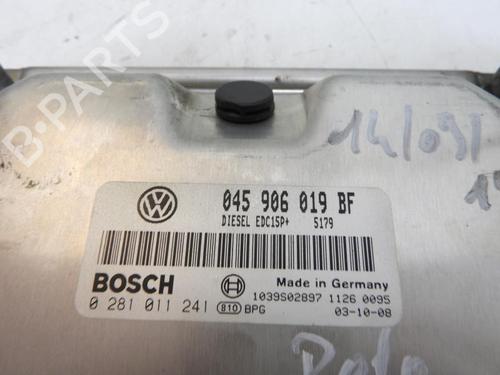 B-PARTS
14/091
045 906 019 BF
DIESEL EDC15P+ 5179
BOSCH
Made in Germany
1039S02897 1126 0095
0 281 011 241 810 BPG 03-10-08
Polo